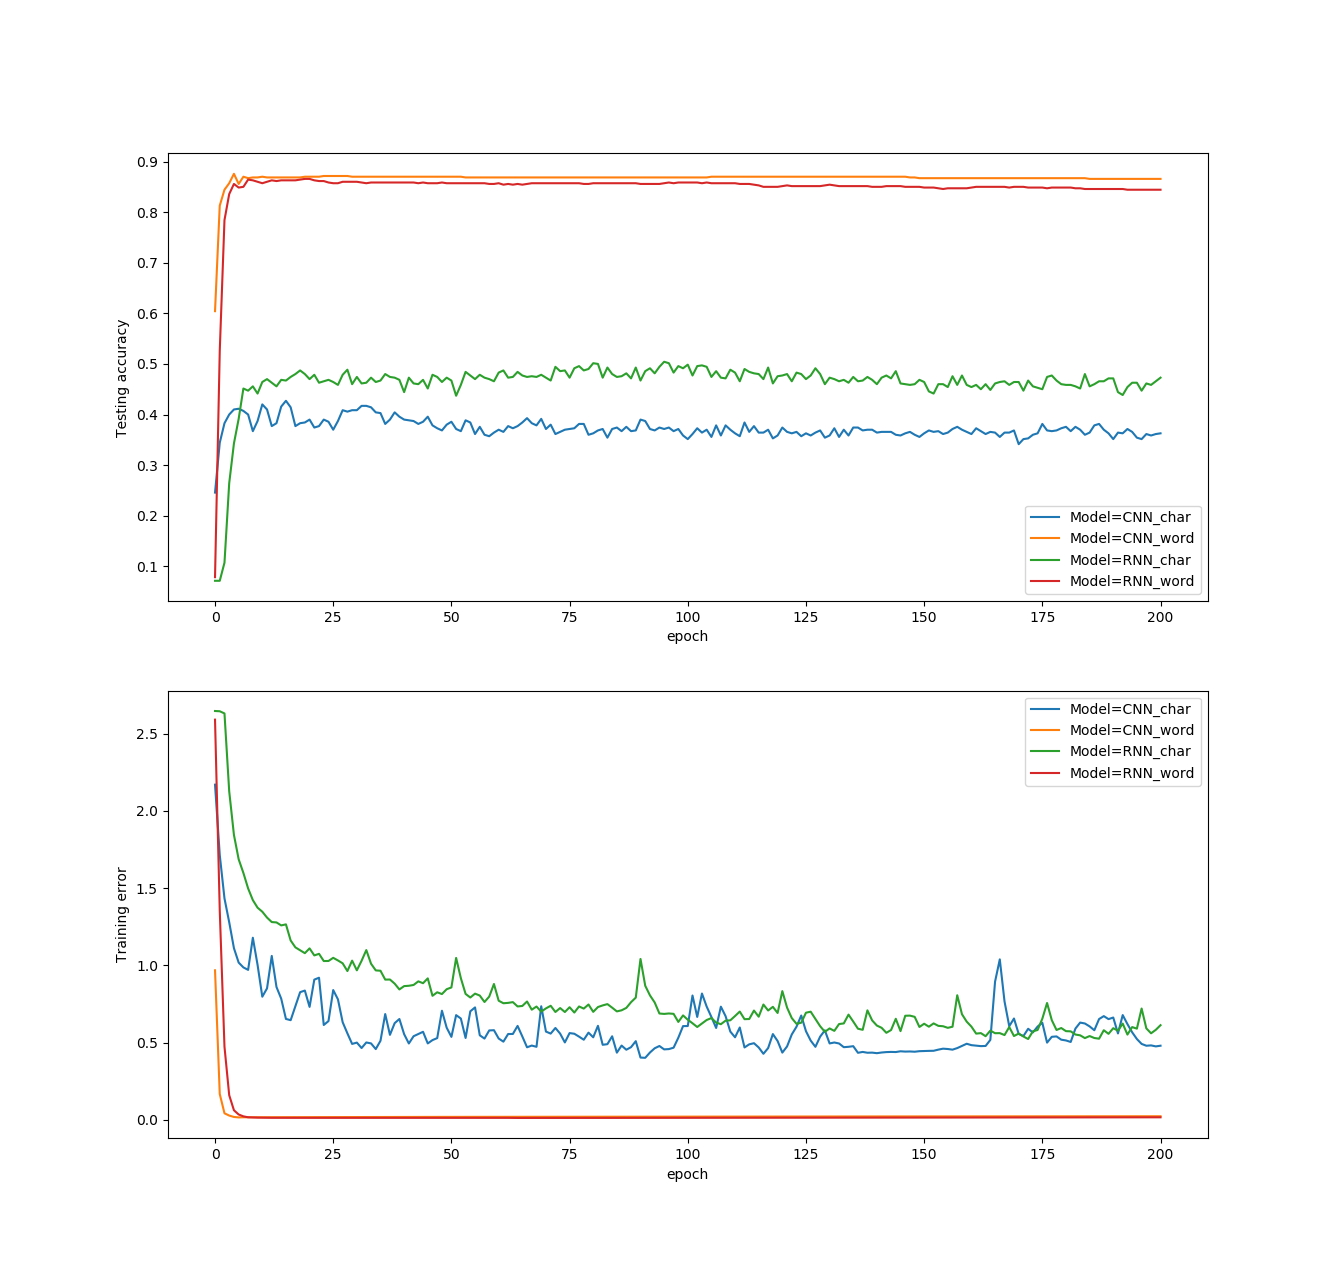 0.9
0.8
0.7
0.6
0.5
0.4
0.3
0.2
0.1
Testing accuracy
Model=CNN_char
Model=CNN_word
Model=RNN_char
Model=RNN_word
0 25 50 75 100 125 150 175 200
epoch
Model=CNN_char
Model=CNN_word
Model=RNN_char
Model=RNN_word
2.5
2.0
1.5
1.0
0.5
0.0
Training error
0 25 50 75 100 125 150 175 200
epoch